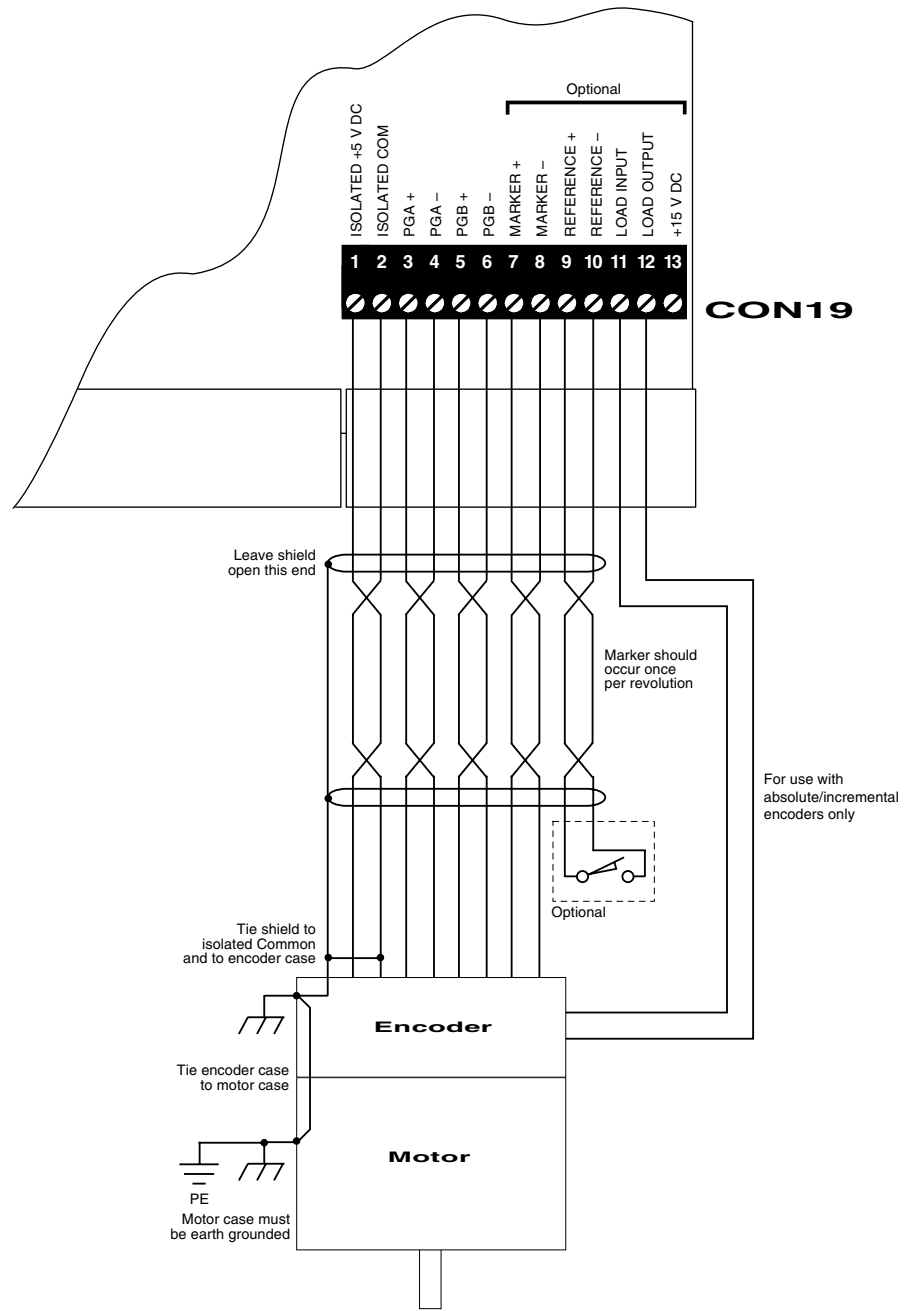 Optional
ISOLATED +5 V DC
ISOLATED COM
PGA +
PGA –
PGB +
PGB –
MARKER +
MARKER –
REFERENCE +
REFERENCE –
LOAD INPUT
LOAD OUTPUT
+15 V DC
1 2 3 4 5 6 7 8 9 10 11 12 13
CON19
Leave shield
open this end
Marker should
occur once
per revolution
For use with
absolute/incremental
encoders only
Optional
Tie shield to
isolated Common
and to encoder case
Encoder
Tie encoder case
to motor case
Motor
PE
Motor case must
be earth grounded